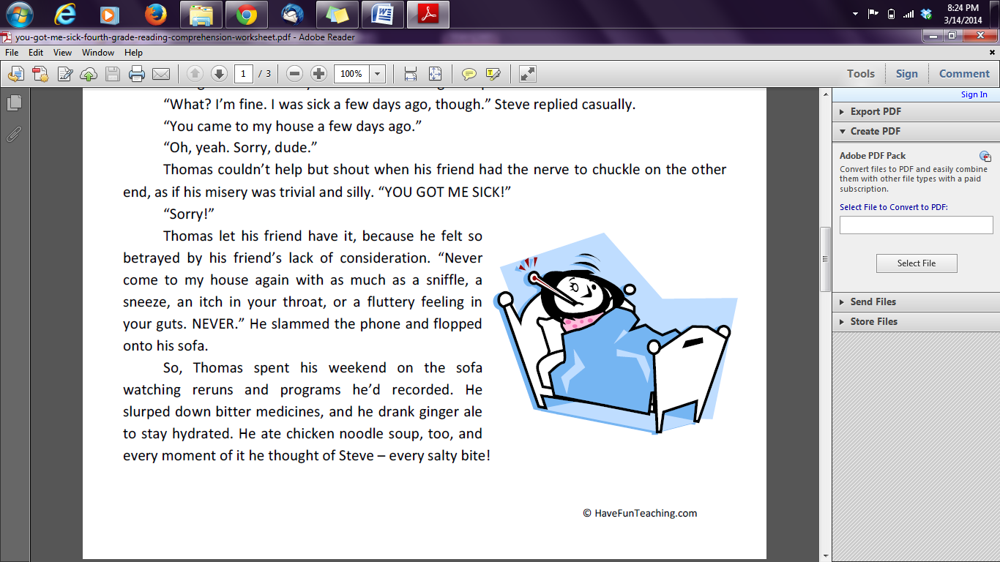 8:24 PM
3/14/2014
you-got-me-sick-fourth-grade-reading-comprehension-worksheet.pdf - Adobe Reader
File Edit View Window Help
1 / 3 100% Tools Sign Comment
Sign In
Export PDF
Create PDF
Adobe PDF Pack
Convert files to PDF and easily combine
them with other file types with a paid
subscription.
Select File to Convert to PDF:
Select File
Send Files
Store Files
“What? I’m fine. I was sick a few days ago, though.” Steve replied casually.
“You came to my house a few days ago.”
“Oh, yeah. Sorry, dude.”
Thomas couldn’t help but shout when his friend had the nerve to chuckle on the other
end, as if his misery was trivial and silly. “YOU GOT ME SICK!”
“Sorry!”
Thomas let his friend have it, because he felt so
betrayed by his friend’s lack of consideration. “Never
come to my house again with as much as a sniffle, a
sneeze, an itch in your throat, or a fluttery feeling in
your guts. NEVER.” He slammed the phone and flopped
onto his sofa.
So, Thomas spent his weekend on the sofa
watching reruns and programs he’d recorded. He
slurped down bitter medicines, and he drank ginger ale
to stay hydrated. He ate chicken noodle soup, too, and
every moment of it he thought of Steve – every salty bite!
© HaveFunTeaching.com